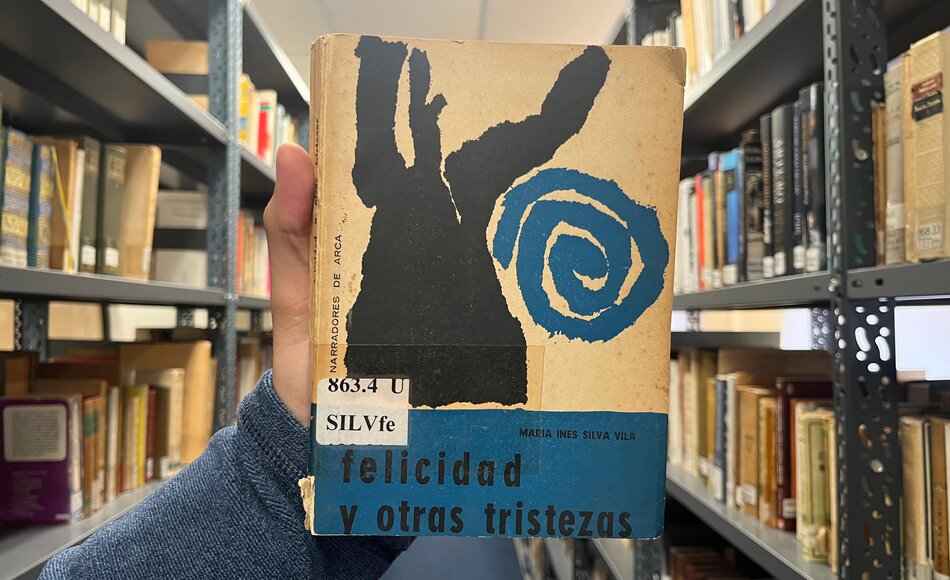 NARRADORES DE ARCA
863.4 U
SILVfe
MARIA INES SILVA VILA
felicidad
y otras tristezas